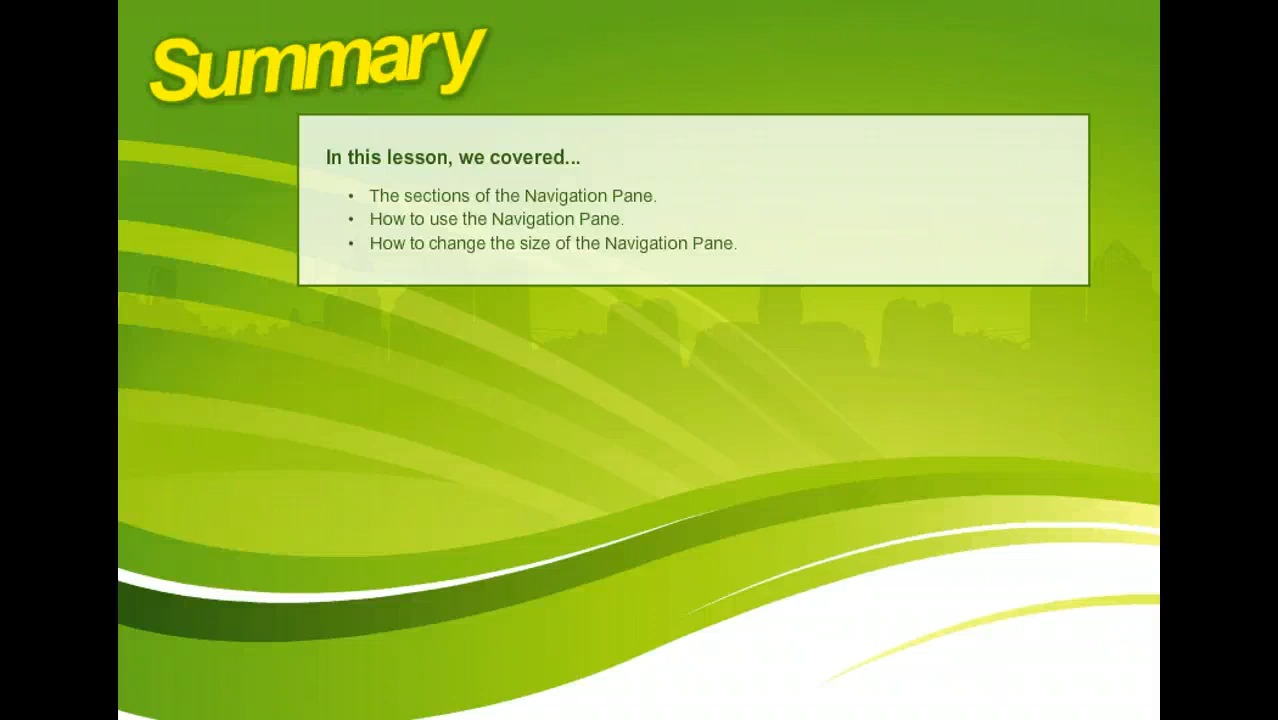 Summary
In this lesson, we covered...
• The sections of the Navigation Pane.
• How to use the Navigation Pane.
• How to change the size of the Navigation Pane.